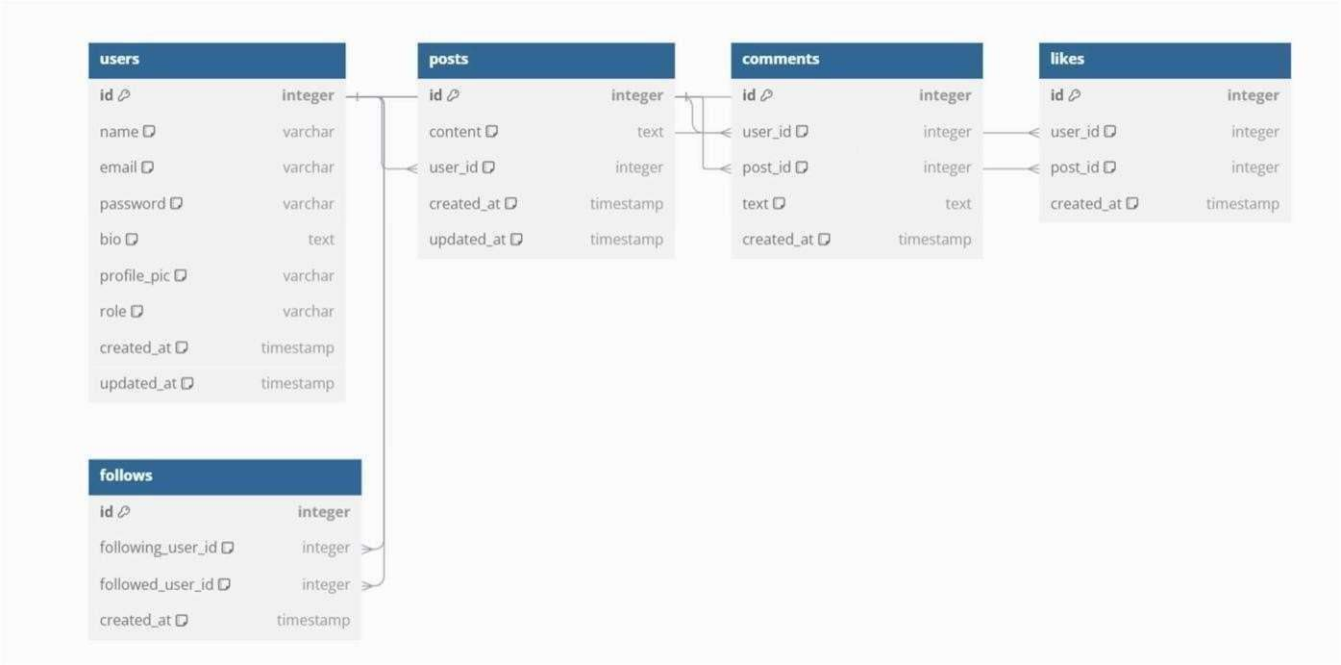 users
id integer
name varchar
email varchar
password varchar
bio text
profile_pic varchar
role varchar
created_at timestamp
updated_at timestamp
posts
id integer
content text
user_id integer
created_at timestamp
updated_at timestamp
comments
id integer
user_id integer
post_id integer
text text
created_at timestamp
likes
id integer
user_id integer
post_id integer
created_at timestamp
follows
id integer
following_user_id integer
followed_user_id integer
created_at timestamp